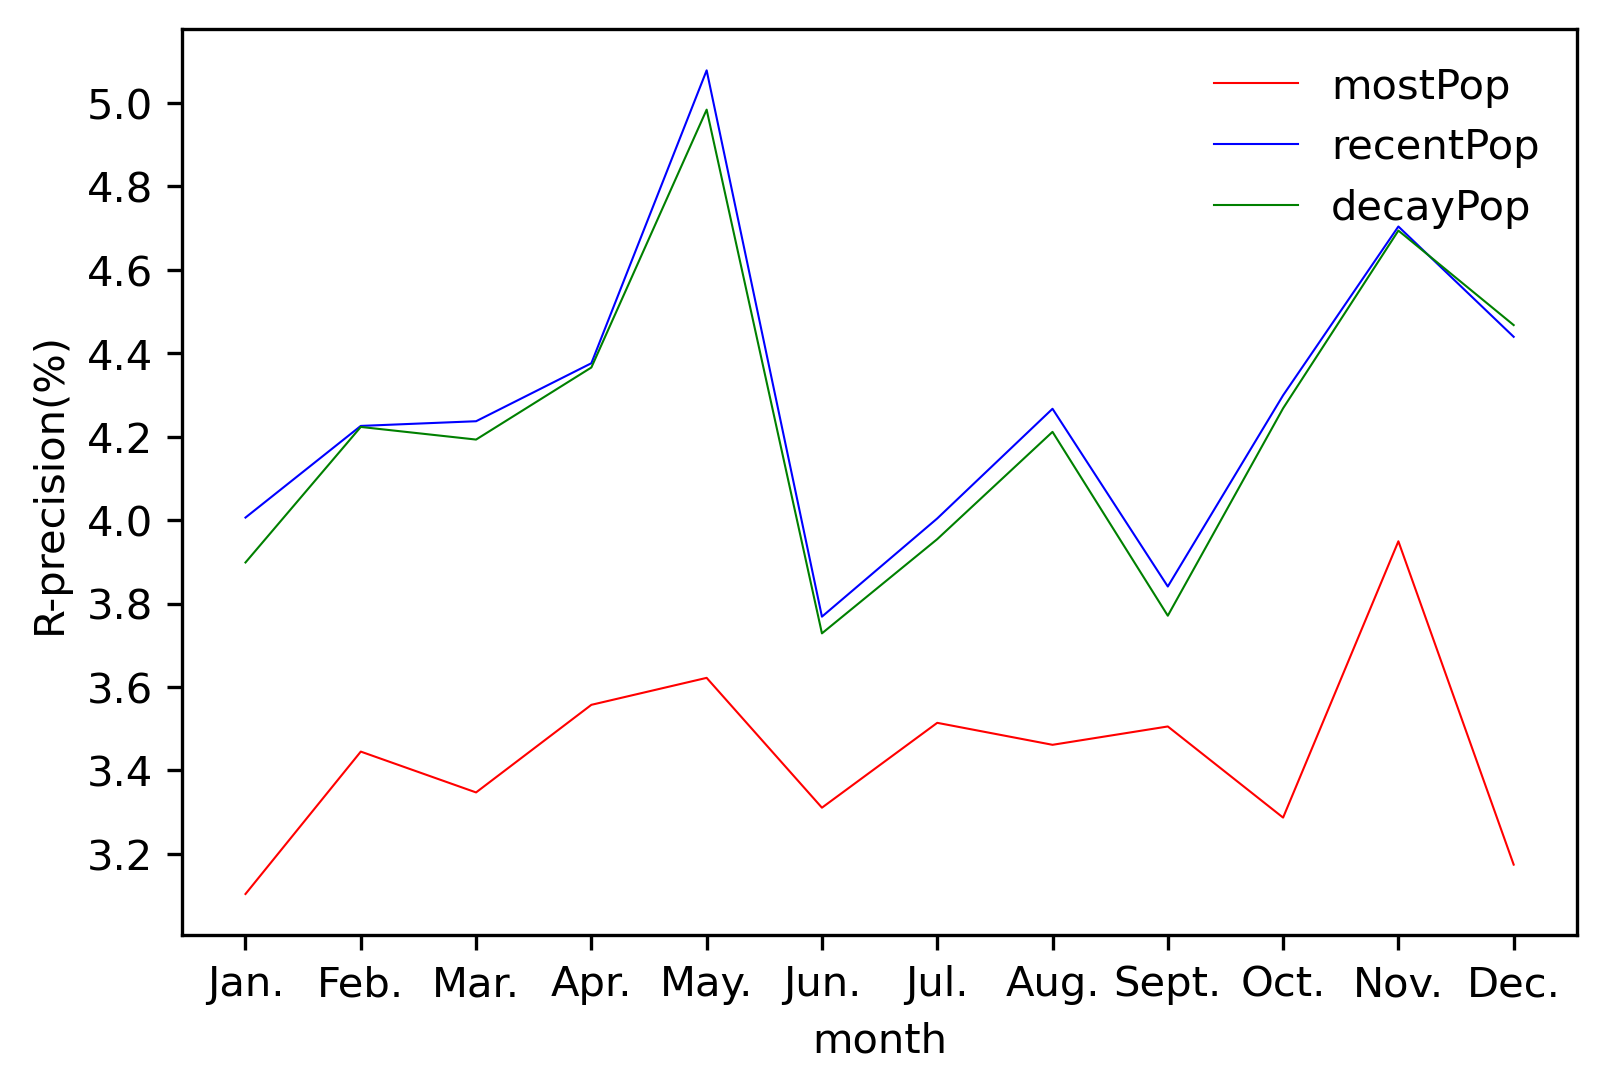 mostPop
recentPop
decayPop
R-precision(%)
5.0
4.8
4.6
4.4
4.2
4.0
3.8
3.6
3.4
3.2
Jan. Feb. Mar. Apr. May. Jun. Jul. Aug. Sept. Oct. Nov. Dec.
month